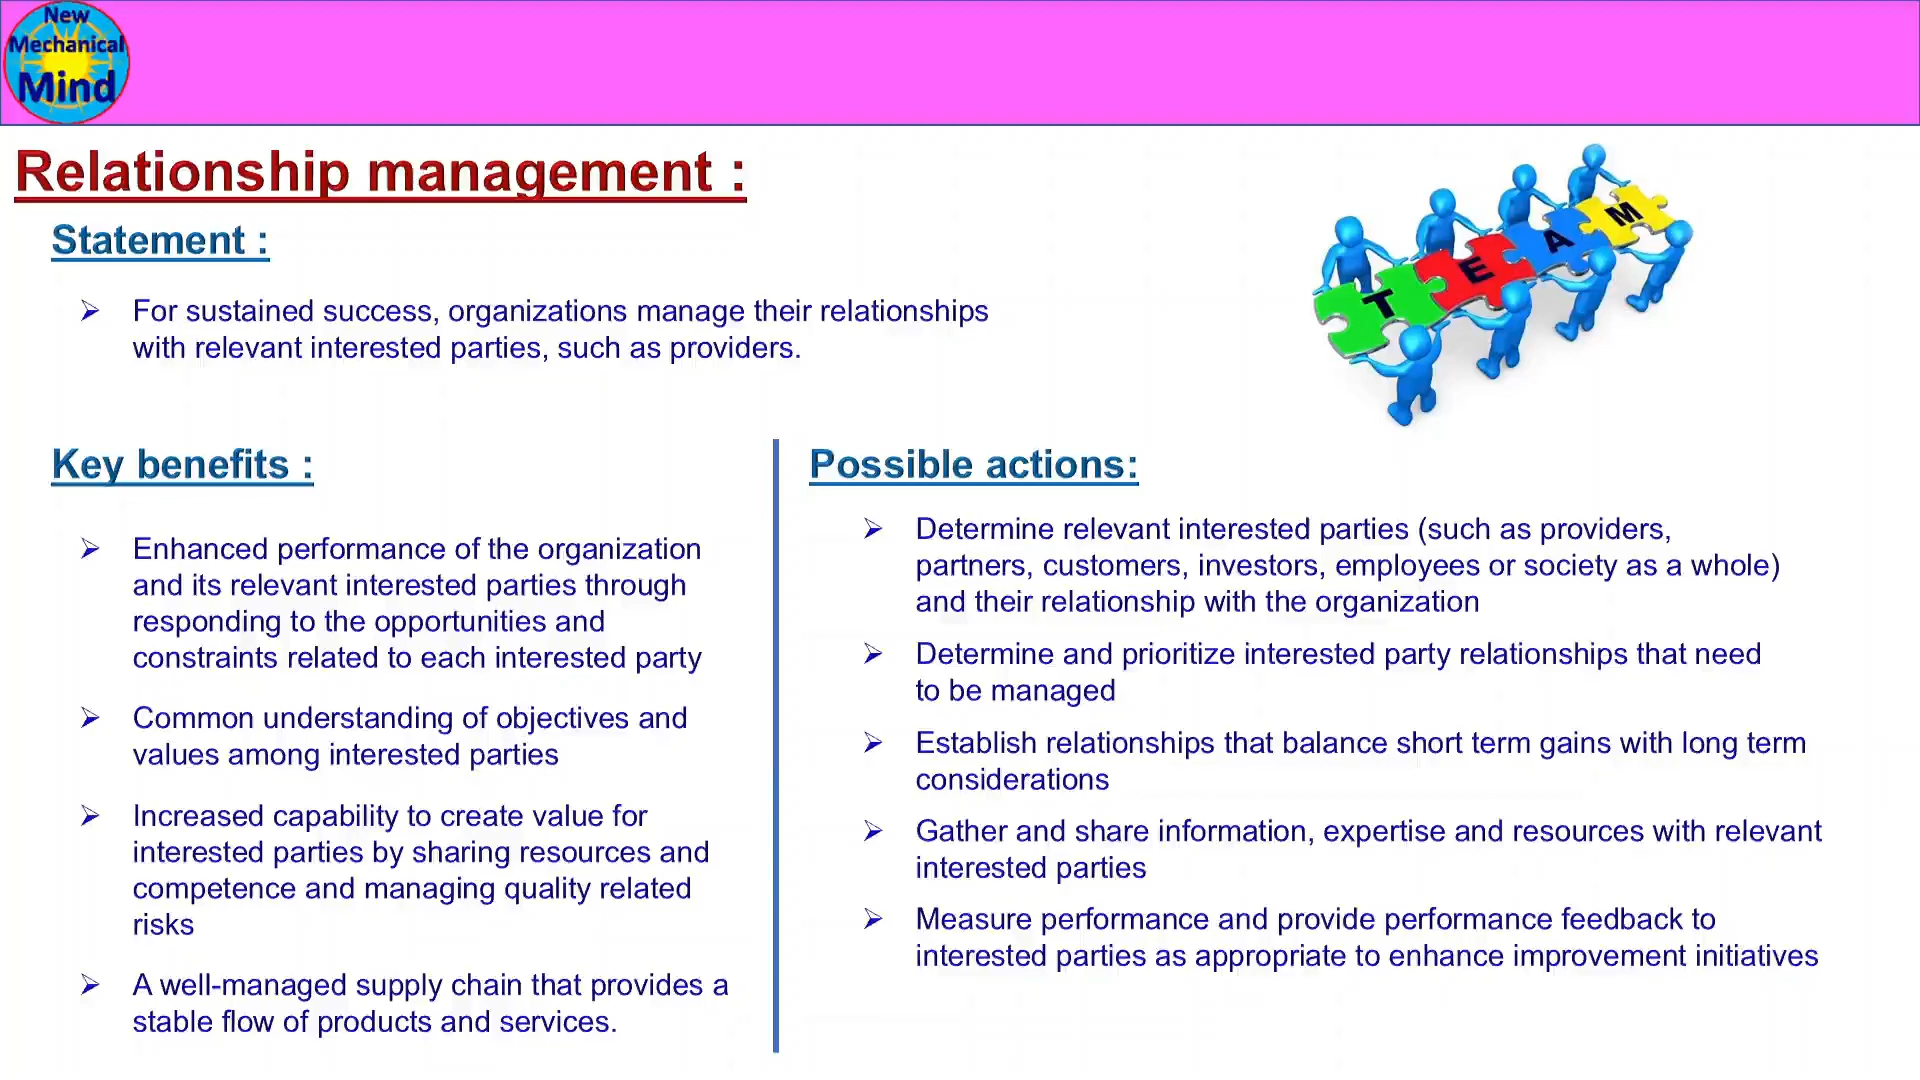 New
Mechanical
Mind
Relationship management :
Statement :
➢ For sustained success, organizations manage their relationships
with relevant interested parties, such as providers.
T E A M
Key benefits :
➢ Enhanced performance of the organization
and its relevant interested parties through
responding to the opportunities and
constraints related to each interested party
➢ Common understanding of objectives and
values among interested parties
➢ Increased capability to create value for
interested parties by sharing resources and
competence and managing quality related
risks
➢ A well-managed supply chain that provides a
stable flow of products and services.
Possible actions:
➢ Determine relevant interested parties (such as providers,
partners, customers, investors, employees or society as a whole)
and their relationship with the organization
➢ Determine and prioritize interested party relationships that need
to be managed
➢ Establish relationships that balance short term gains with long term
considerations
➢ Gather and share information, expertise and resources with relevant
interested parties
➢ Measure performance and provide performance feedback to
interested parties as appropriate to enhance improvement initiatives